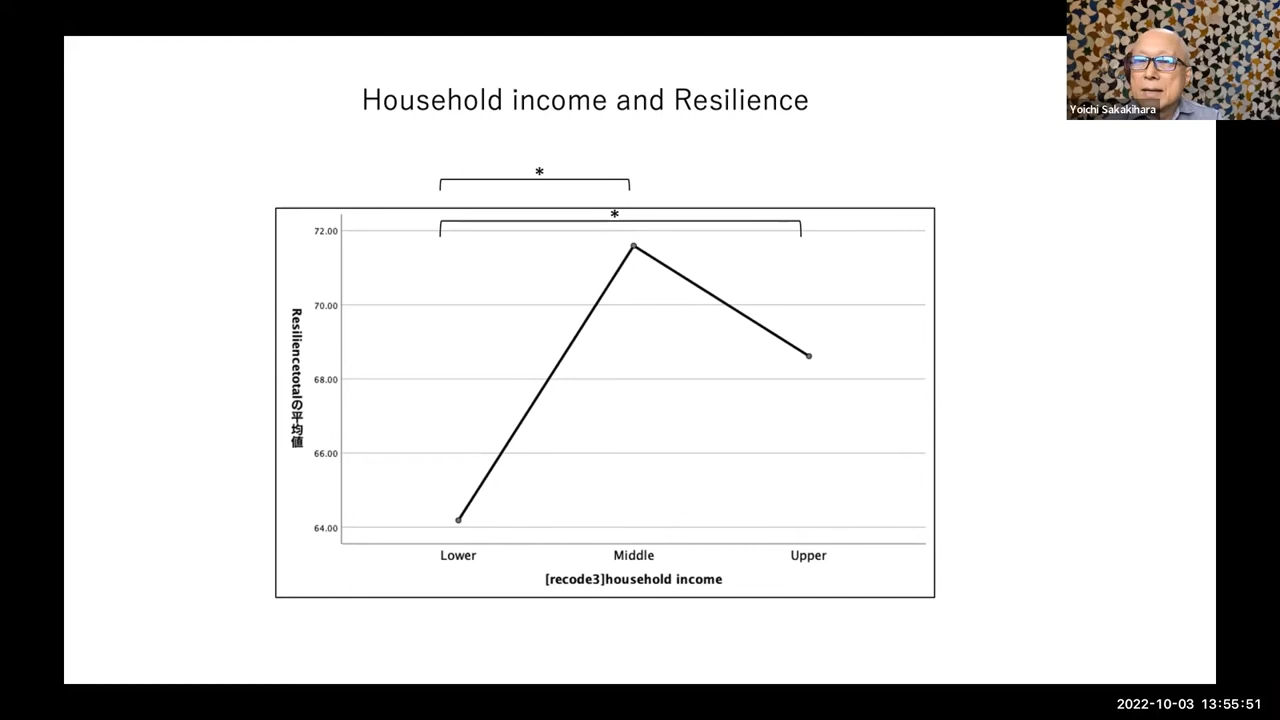 Household income and Resilience
Yoichi Sakakihara
*
*
72.00
70.00
68.00
66.00
64.00
Resiliencetotalの平均値
Lower Middle Upper
[recode3]household income
2022-10-03 13:55:51